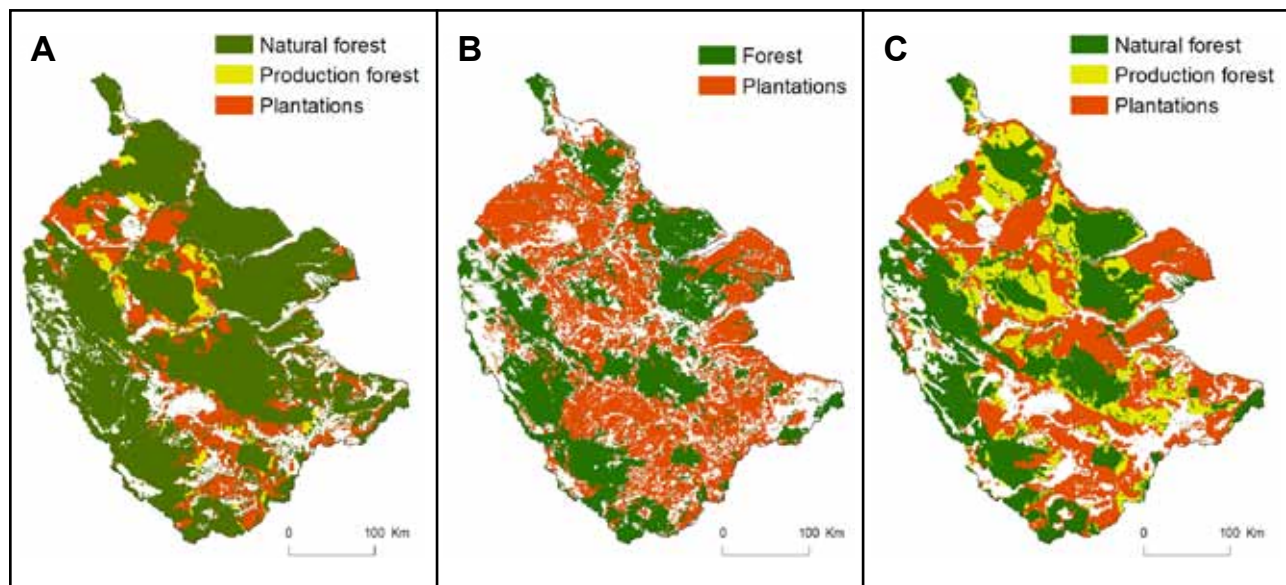 A
Natural forest
Production forest
Plantations
0 100 Km
B
Forest
Plantations
0 100 Km
C
Natural forest
Production forest
Plantations
0 100 Km